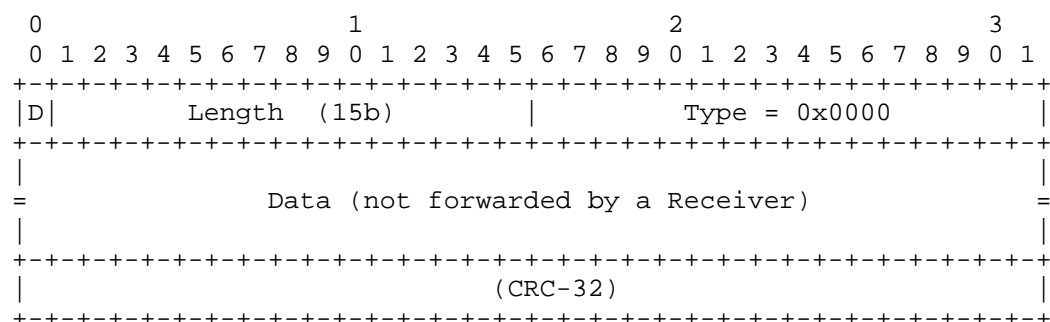 0                   1                   2                   3
 0 1 2 3 4 5 6 7 8 9 0 1 2 3 4 5 6 7 8 9 0 1 2 3 4 5 6 7 8 9 0 1
+-+-+-+-+-+-+-+-+-+-+-+-+-+-+-+-+-+-+-+-+-+-+-+-+-+-+-+-+-+-+-+-+
|D|        Length  (15b)        |         Type = 0x0000         |
+-+-+-+-+-+-+-+-+-+-+-+-+-+-+-+-+-+-+-+-+-+-+-+-+-+-+-+-+-+-+-+-+
|                                                               |
=               Data (not forwarded by a Receiver)              =
|                                                               |
+-+-+-+-+-+-+-+-+-+-+-+-+-+-+-+-+-+-+-+-+-+-+-+-+-+-+-+-+-+-+-+-+
|                             (CRC-32)                          |
+-+-+-+-+-+-+-+-+-+-+-+-+-+-+-+-+-+-+-+-+-+-+-+-+-+-+-+-+-+-+-+-+